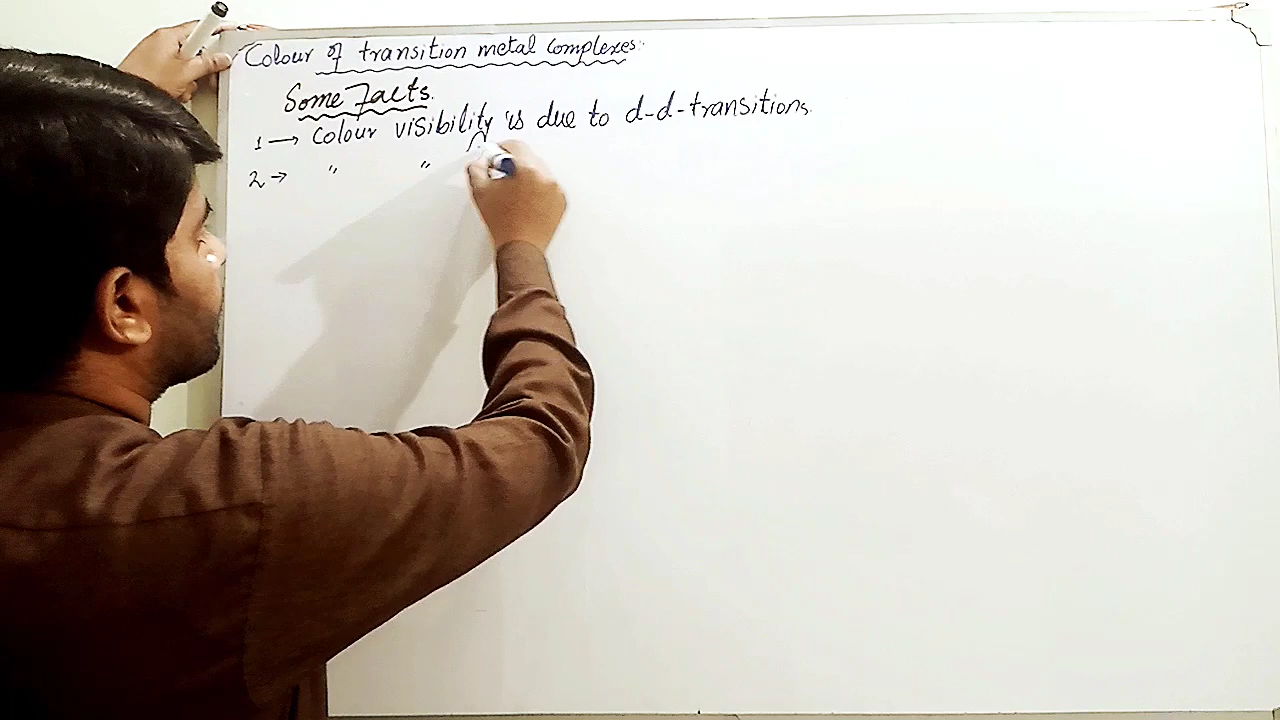 Colour of transition metal complexes.
Some Facts.
1 → Colour visibility is due to d-d-transitions.
2 → " "